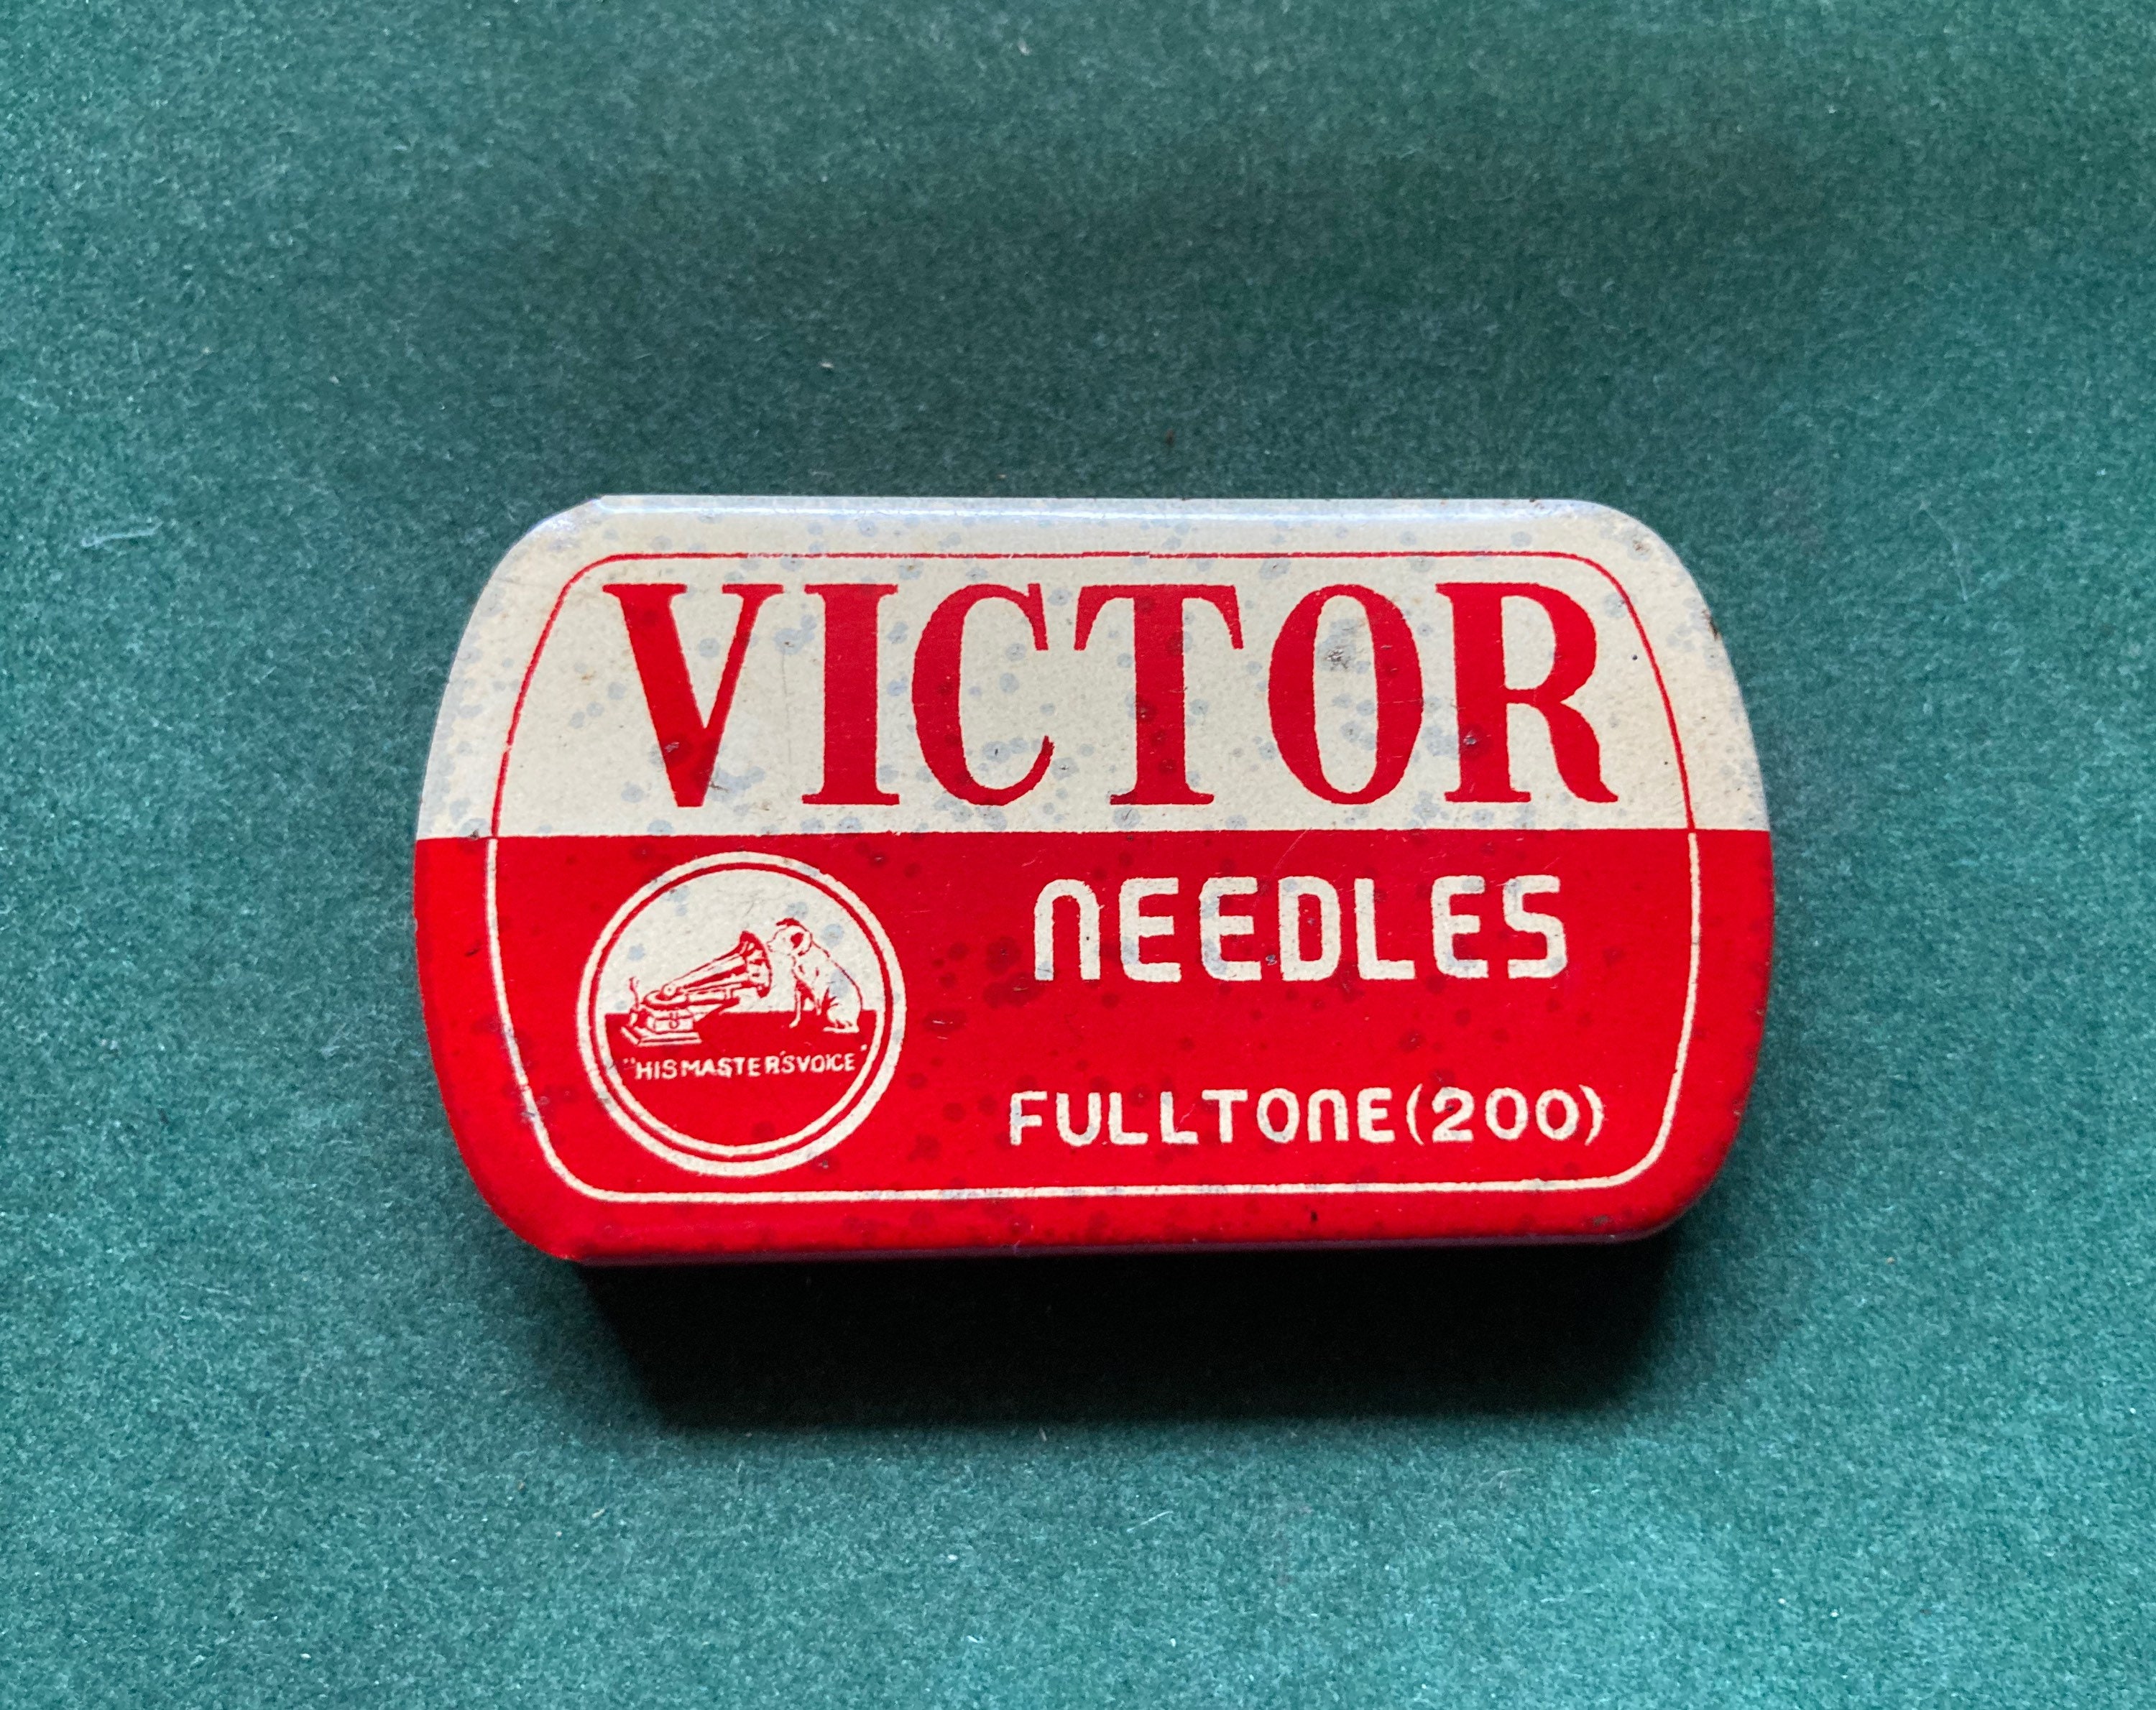 VICTOR
NEEDLES
"HIS MASTER'S VOICE"
FULLTONE (200)